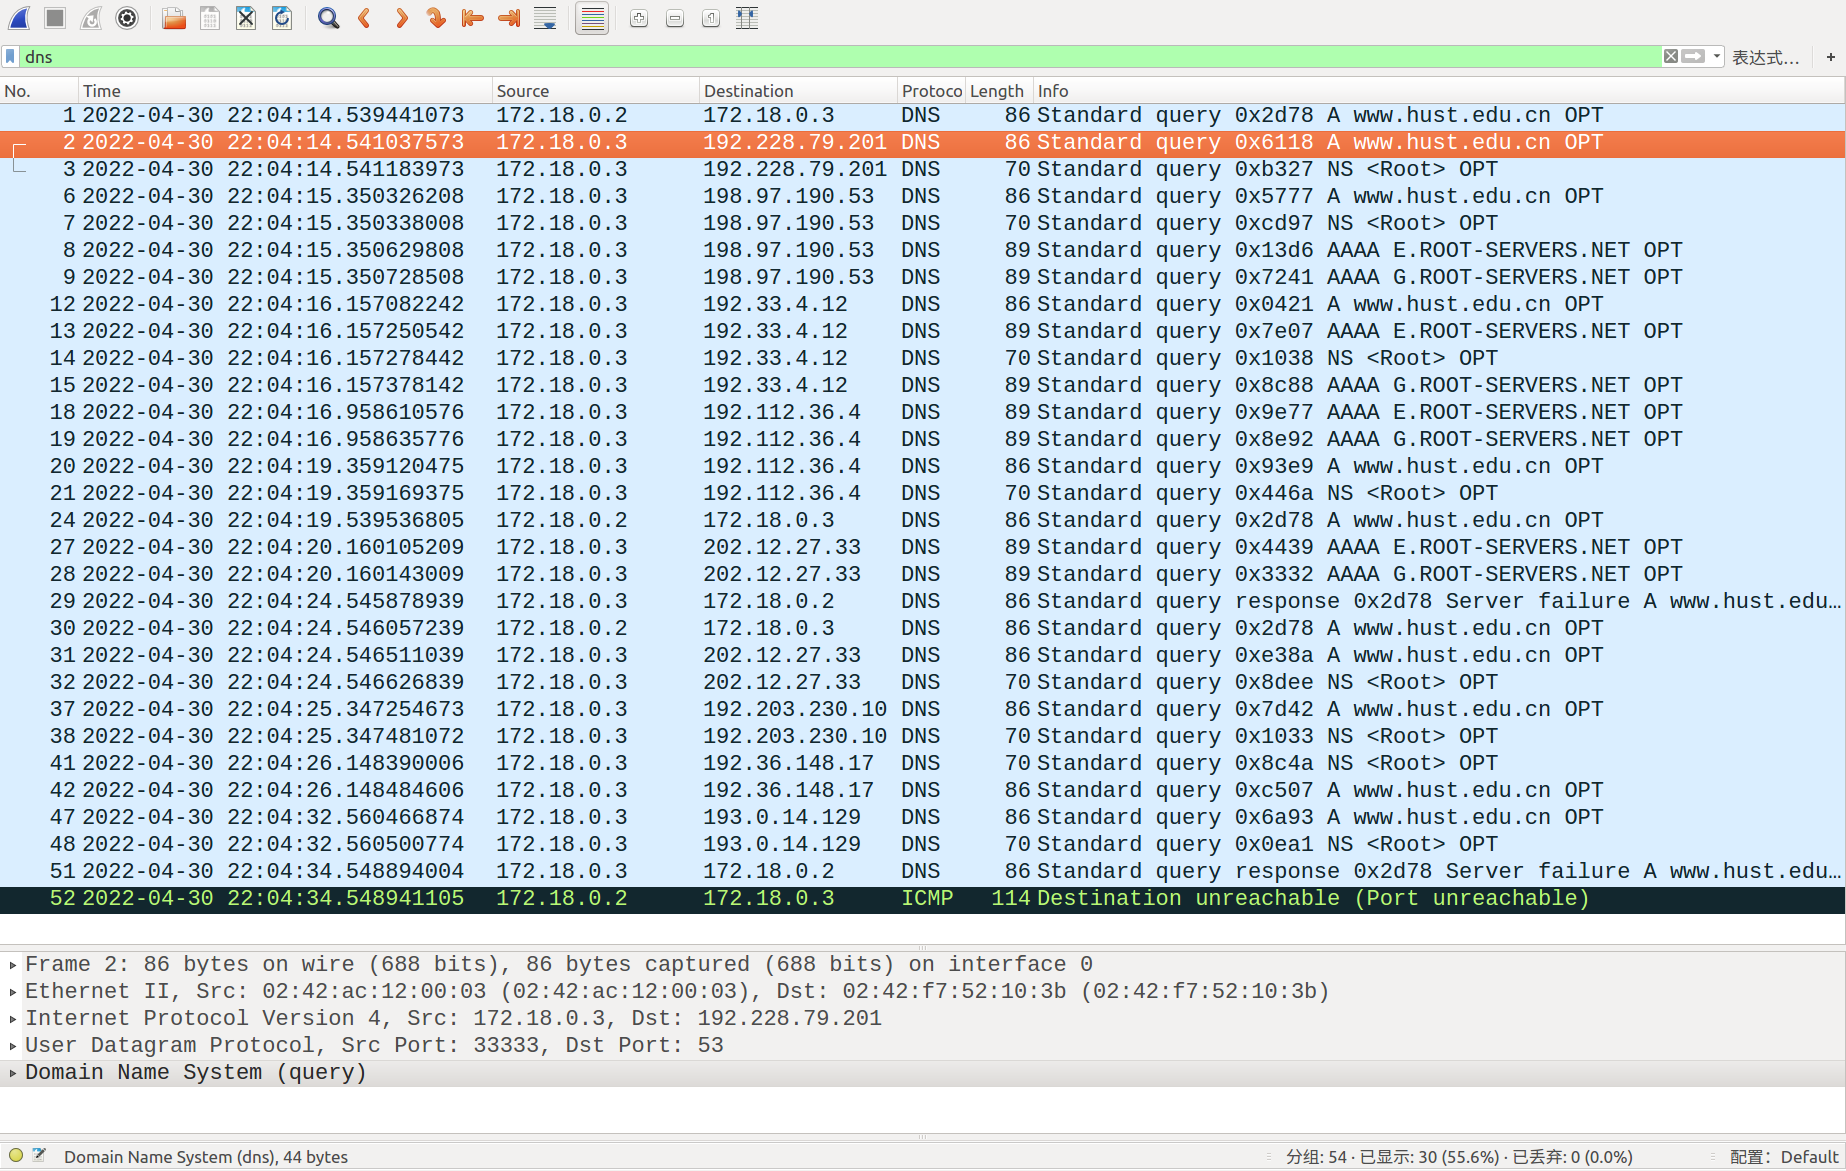 dns
表达式…
+
No. Time Source Destination Protoco Length Info
1 2022-04-30 22:04:14.539441073 172.18.0.2 172.18.0.3 DNS 86 Standard query 0x2d78 A www.hust.edu.cn OPT
2 2022-04-30 22:04:14.541037573 172.18.0.3 192.228.79.201 DNS 86 Standard query 0x6118 A www.hust.edu.cn OPT
3 2022-04-30 22:04:14.541183973 172.18.0.3 192.228.79.201 DNS 70 Standard query 0xb327 NS <Root> OPT
6 2022-04-30 22:04:15.350326208 172.18.0.3 198.97.190.53 DNS 86 Standard query 0x5777 A www.hust.edu.cn OPT
7 2022-04-30 22:04:15.350338008 172.18.0.3 198.97.190.53 DNS 70 Standard query 0xcd97 NS <Root> OPT
8 2022-04-30 22:04:15.350629808 172.18.0.3 198.97.190.53 DNS 89 Standard query 0x13d6 AAAA E.ROOT-SERVERS.NET OPT
9 2022-04-30 22:04:15.350728508 172.18.0.3 198.97.190.53 DNS 89 Standard query 0x7241 AAAA G.ROOT-SERVERS.NET OPT
12 2022-04-30 22:04:16.157082242 172.18.0.3 192.33.4.12 DNS 86 Standard query 0x0421 A www.hust.edu.cn OPT
13 2022-04-30 22:04:16.157250542 172.18.0.3 192.33.4.12 DNS 89 Standard query 0x7e07 AAAA E.ROOT-SERVERS.NET OPT
14 2022-04-30 22:04:16.157278442 172.18.0.3 192.33.4.12 DNS 70 Standard query 0x1038 NS <Root> OPT
15 2022-04-30 22:04:16.157378142 172.18.0.3 192.33.4.12 DNS 89 Standard query 0x8c88 AAAA G.ROOT-SERVERS.NET OPT
18 2022-04-30 22:04:16.958610576 172.18.0.3 192.112.36.4 DNS 89 Standard query 0x9e77 AAAA E.ROOT-SERVERS.NET OPT
19 2022-04-30 22:04:16.958635776 172.18.0.3 192.112.36.4 DNS 89 Standard query 0x8e92 AAAA G.ROOT-SERVERS.NET OPT
20 2022-04-30 22:04:19.359120475 172.18.0.3 192.112.36.4 DNS 86 Standard query 0x93e9 A www.hust.edu.cn OPT
21 2022-04-30 22:04:19.359169375 172.18.0.3 192.112.36.4 DNS 70 Standard query 0x446a NS <Root> OPT
24 2022-04-30 22:04:19.539536805 172.18.0.2 172.18.0.3 DNS 86 Standard query 0x2d78 A www.hust.edu.cn OPT
27 2022-04-30 22:04:20.160105209 172.18.0.3 202.12.27.33 DNS 89 Standard query 0x4439 AAAA E.ROOT-SERVERS.NET OPT
28 2022-04-30 22:04:20.160143009 172.18.0.3 202.12.27.33 DNS 89 Standard query 0x3332 AAAA G.ROOT-SERVERS.NET OPT
29 2022-04-30 22:04:24.545878939 172.18.0.3 172.18.0.2 DNS 86 Standard query response 0x2d78 Server failure A www.hust.edu…
30 2022-04-30 22:04:24.546057239 172.18.0.2 172.18.0.3 DNS 86 Standard query 0x2d78 A www.hust.edu.cn OPT
31 2022-04-30 22:04:24.546511039 172.18.0.3 202.12.27.33 DNS 86 Standard query 0xe38a A www.hust.edu.cn OPT
32 2022-04-30 22:04:24.546626839 172.18.0.3 202.12.27.33 DNS 70 Standard query 0x8dee NS <Root> OPT
37 2022-04-30 22:04:25.347254673 172.18.0.3 192.203.230.10 DNS 86 Standard query 0x7d42 A www.hust.edu.cn OPT
38 2022-04-30 22:04:25.347481072 172.18.0.3 192.203.230.10 DNS 70 Standard query 0x1033 NS <Root> OPT
41 2022-04-30 22:04:26.148390006 172.18.0.3 192.36.148.17 DNS 70 Standard query 0x8c4a NS <Root> OPT
42 2022-04-30 22:04:26.148484606 172.18.0.3 192.36.148.17 DNS 86 Standard query 0xc507 A www.hust.edu.cn OPT
47 2022-04-30 22:04:32.560466874 172.18.0.3 193.0.14.129 DNS 86 Standard query 0x6a93 A www.hust.edu.cn OPT
48 2022-04-30 22:04:32.560500774 172.18.0.3 193.0.14.129 DNS 70 Standard query 0x0ea1 NS <Root> OPT
51 2022-04-30 22:04:34.548894004 172.18.0.3 172.18.0.2 DNS 86 Standard query response 0x2d78 Server failure A www.hust.edu…
52 2022-04-30 22:04:34.548941105 172.18.0.2 172.18.0.3 ICMP 114 Destination unreachable (Port unreachable)
Frame 2: 86 bytes on wire (688 bits), 86 bytes captured (688 bits) on interface 0
Ethernet II, Src: 02:42:ac:12:00:03 (02:42:ac:12:00:03), Dst: 02:42:f7:52:10:3b (02:42:f7:52:10:3b)
Internet Protocol Version 4, Src: 172.18.0.3, Dst: 192.228.79.201
User Datagram Protocol, Src Port: 33333, Dst Port: 53
Domain Name System (query)
Domain Name System (dns), 44 bytes
分组: 54 · 已显示: 30 (55.6%) · 已丢弃: 0 (0.0%)
配置: Default